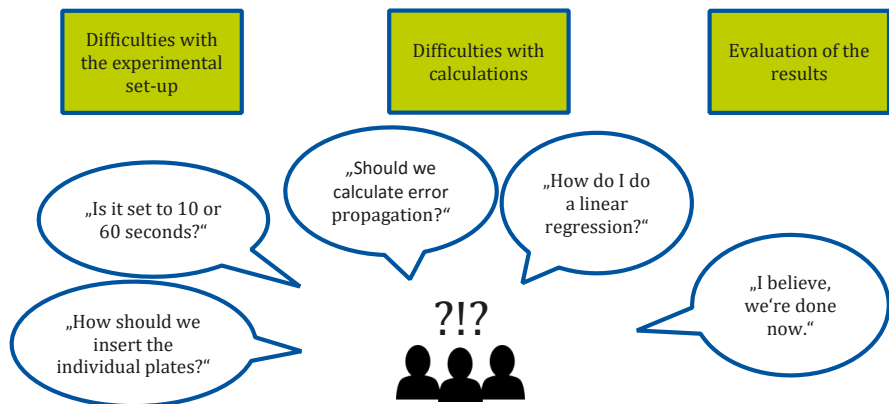 Difficulties with
the experimental
set-up
Difficulties with
calculations
Evaluation of the
results
„Is it set to 10 or
60 seconds?“
„Should we
calculate error
propagation?“
„How do I do
a linear
regression?“
„How should we
insert the
individual plates?“
„I believe,
we‘re done
now.“
?!?